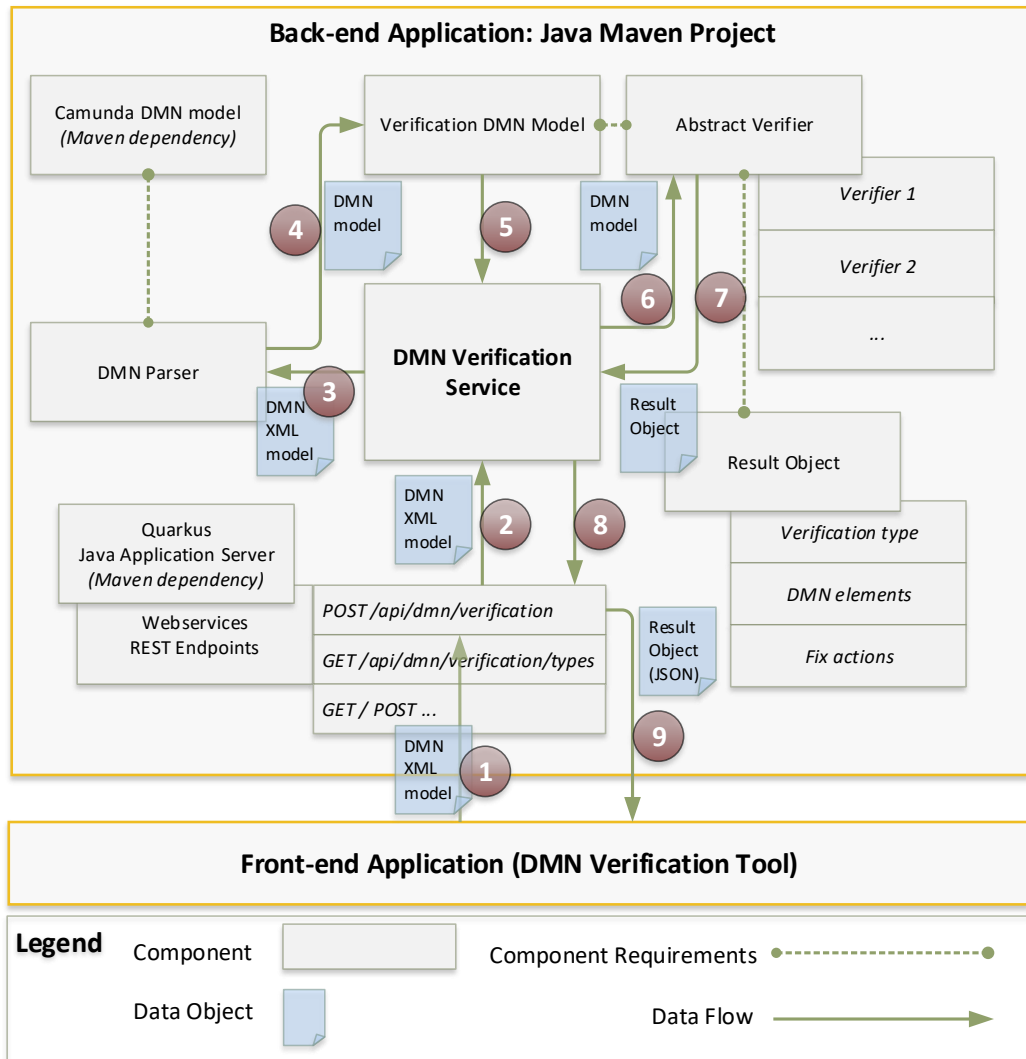 Back-end Application: Java Maven Project
Camunda DMN model
(Maven dependency)
Verification DMN Model
Abstract Verifier
Verifier 1
Verifier 2
...
DMN
model
DMN
model
4
5
6
7
DMN Parser
DMN Verification
Service
3
DMN
XML
model
Result
Object
Result Object
Verification type
DMN elements
Fix actions
DMN
XML
model
2
8
Quarkus
Java Application Server
(Maven dependency)
Webservices
REST Endpoints
POST /api/dmn/verification
GET /api/dmn/verification/types
GET / POST ...
Result
Object
(JSON)
9
DMN
XML
model
1
Front-end Application (DMN Verification Tool)
Legend
Component
Component Requirements
Data Object
Data Flow